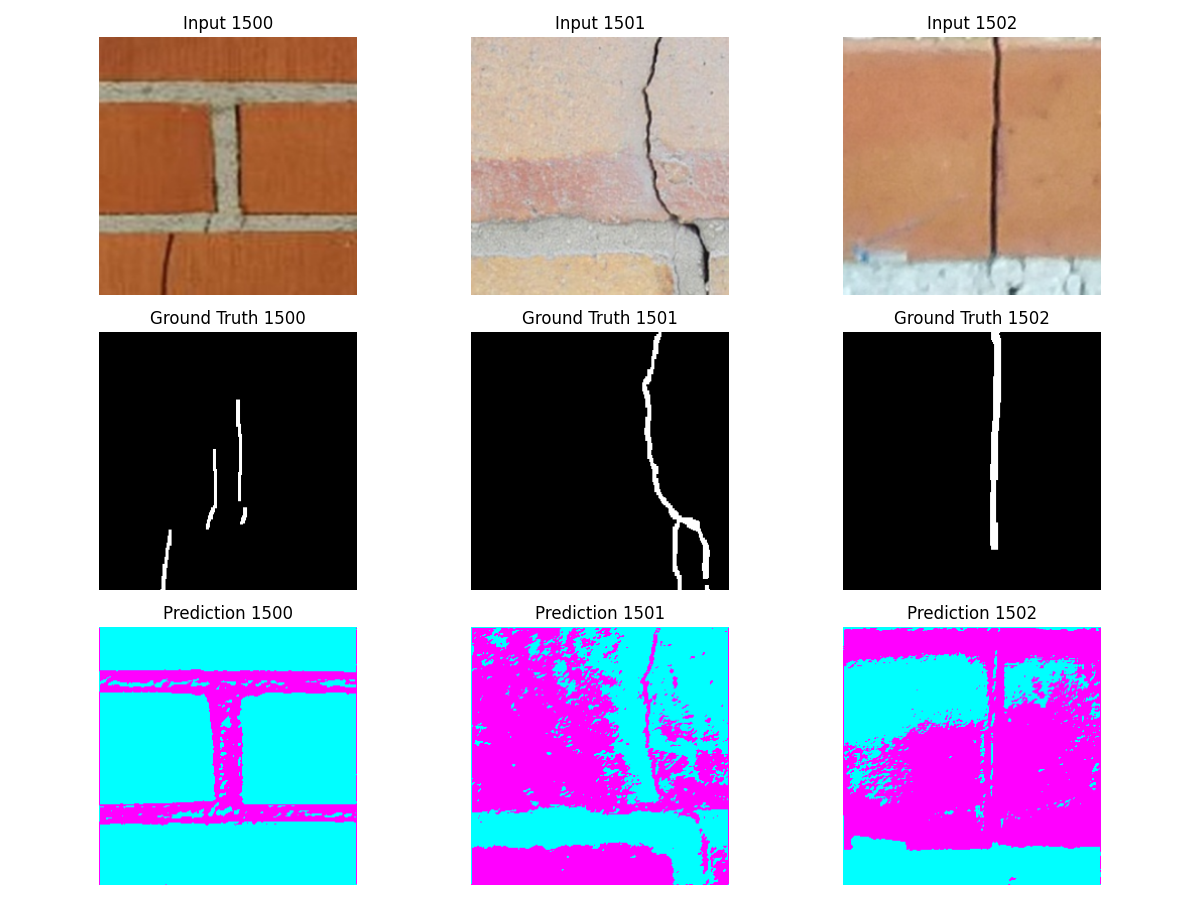 Input 1500
Input 1501
Input 1502
Ground Truth 1500
Ground Truth 1501
Ground Truth 1502
Prediction 1500
Prediction 1501
Prediction 1502